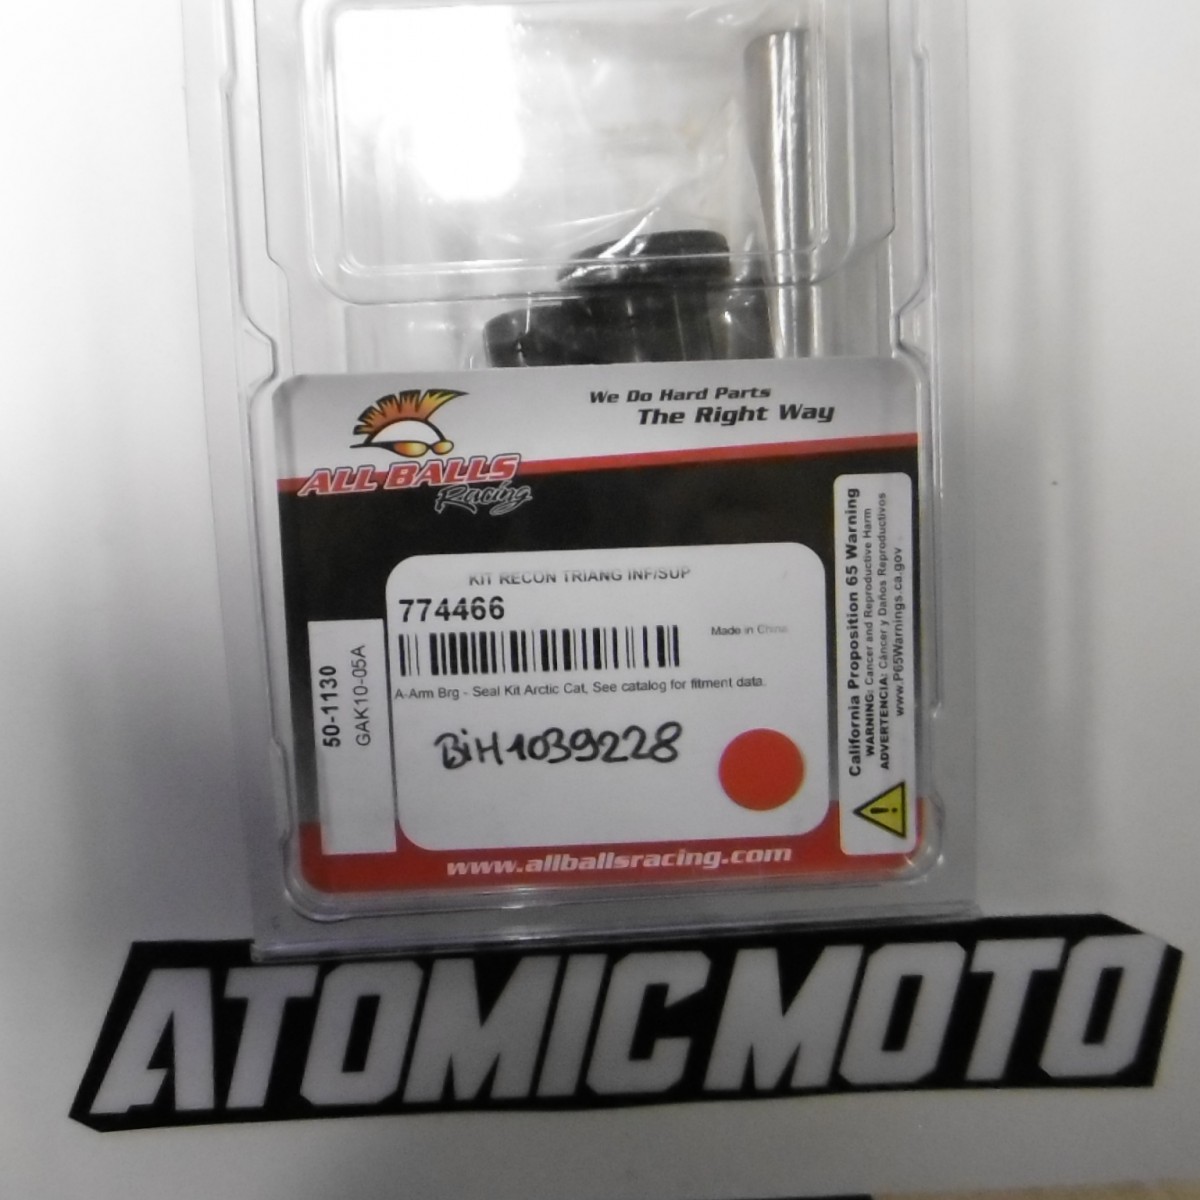 We Do Hard Parts
The Right Way
ALL BALLS
Racing
KIT RECON TRIANG INF/SUP
774466
Made in China
A-Arm Brg - Seal Kit Arctic Cat, See catalog for fitment data.
BiH1039228
50-1130
GAK10-05A
California Proposition 65 Warning
WARNING: Cancer and Reproductive Harm
ADVERTENCIA: Cáncer y Daños Reproductivos
www.P65Warnings.ca.gov
www.allballsracing.com
ATOMICMOTO